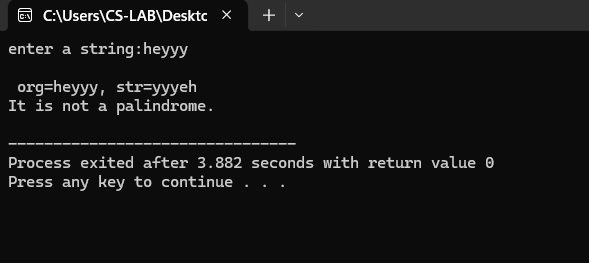 C:\Users\CS-LAB\Desktc
enter a string:heyyy
org=heyyy, str=yyyeh
It is not a palindrome.
--------------------------------
Process exited after 3.882 seconds with return value 0
Press any key to continue . . .